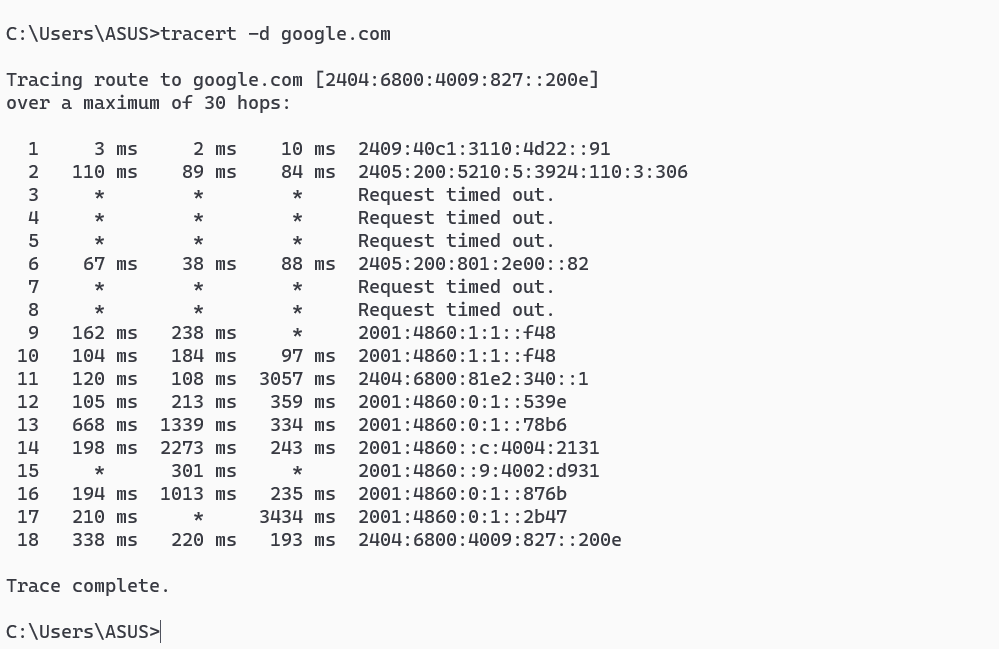 C:\Users\ASUS>tracert -d google.com
Tracing route to google.com [2404:6800:4009:827::200e]
over a maximum of 30 hops:
  1     3 ms     2 ms    10 ms  2409:40c1:3110:4d22::91
  2   110 ms    89 ms    84 ms  2405:200:5210:5:3924:110:3:306
  3     *        *        *     Request timed out.
  4     *        *        *     Request timed out.
  5     *        *        *     Request timed out.
  6    67 ms    38 ms    88 ms  2405:200:801:2e00::82
  7     *        *        *     Request timed out.
  8     *        *        *     Request timed out.
  9   162 ms   238 ms     *     2001:4860:1:1::f48
 10   104 ms   184 ms    97 ms  2001:4860:1:1::f48
 11   120 ms   108 ms  3057 ms  2404:6800:81e2:340::1
 12   105 ms   213 ms   359 ms  2001:4860:0:1::539e
 13   668 ms  1339 ms   334 ms  2001:4860:0:1::78b6
 14   198 ms  2273 ms   243 ms  2001:4860::c:4004:2131
 15     *      301 ms     *     2001:4860::9:4002:d931
 16   194 ms  1013 ms   235 ms  2001:4860:0:1::876b
 17   210 ms     *     3434 ms  2001:4860:0:1::2b47
 18   338 ms   220 ms   193 ms  2404:6800:4009:827::200e
Trace complete.
C:\Users\ASUS>